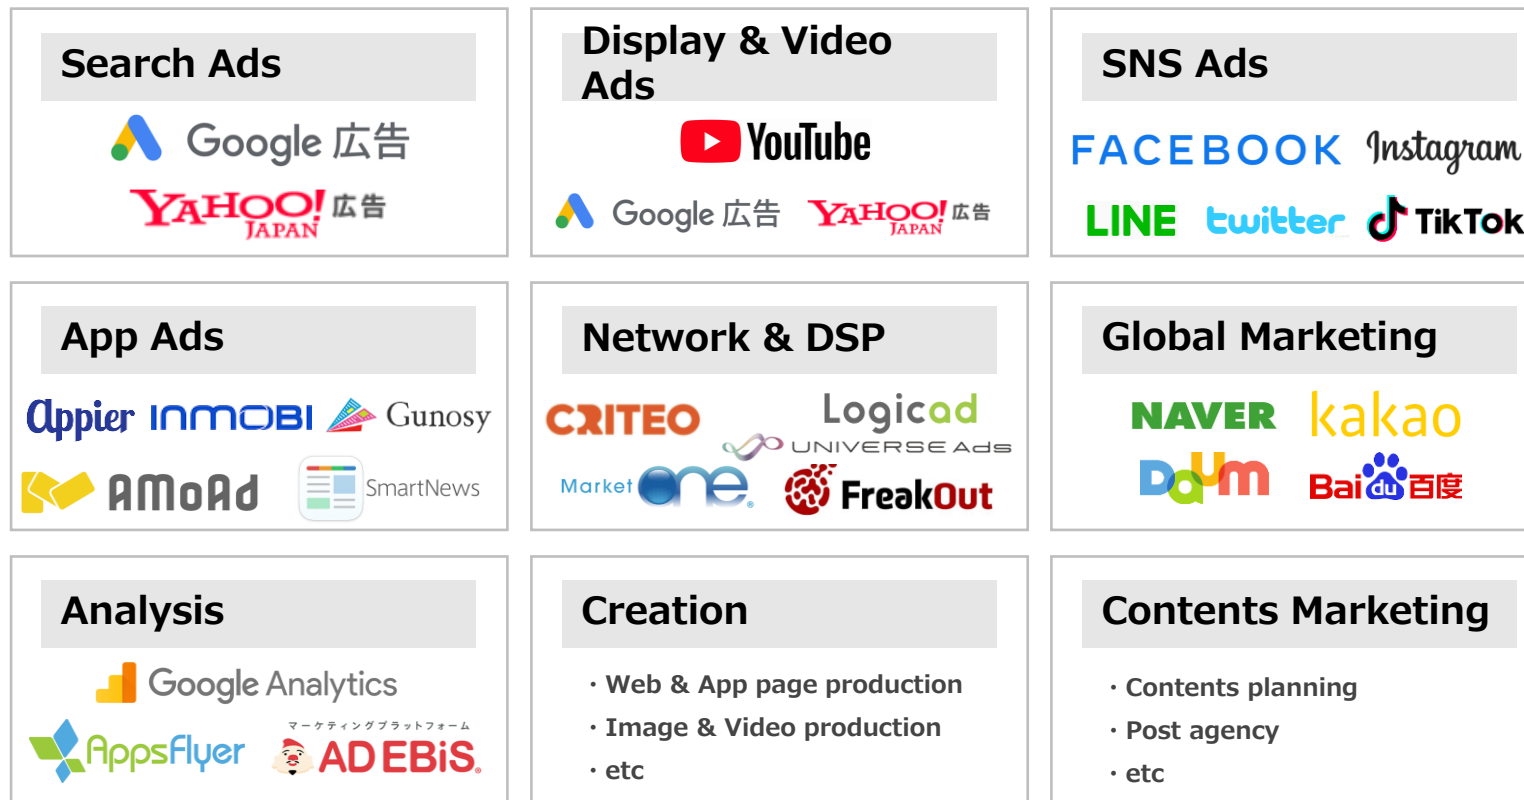 Search Ads
Google 広告
YAHOO! 広告
JAPAN
Display & Video
Ads
YouTube
Google 広告
YAHOO! 広告
JAPAN
SNS Ads
FACEBOOK Instagram
LINE twitter TikTok
App Ads
Appier INMOBI Gunosy
AMoAd SmartNews
Network & DSP
CRITEO Logicad
UNIVERSE Ads
Market One® FreakOut
Global Marketing
NAVER kakao
Daum Bai du 百度
Analysis
Google Analytics
マーケティングプラットフォーム
AppsFlyer AD EBiS®
Creation
・Web & App page production
・Image & Video production
・etc
Contents Marketing
・Contents planning
・Post agency
・etc